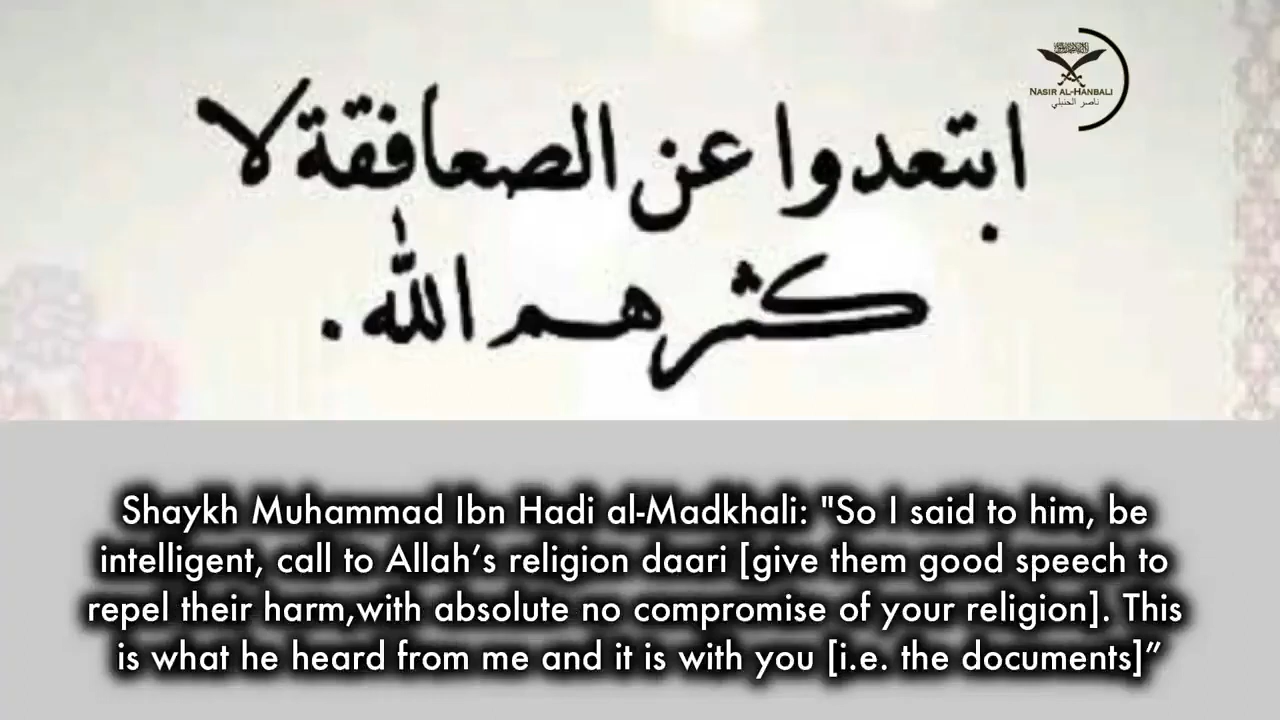 NASIR AL-HANBALI
ناصر الحنبلي
ابتعدوا عن الصعافقة لا
كثرهم الله .
Shaykh Muhammad Ibn Hadi al-Madkhali: "So I said to him, be
intelligent, call to Allah’s religion daari [give them good speech to
repel their harm,with absolute no compromise of your religion]. This
is what he heard from me and it is with you [i.e. the documents]”